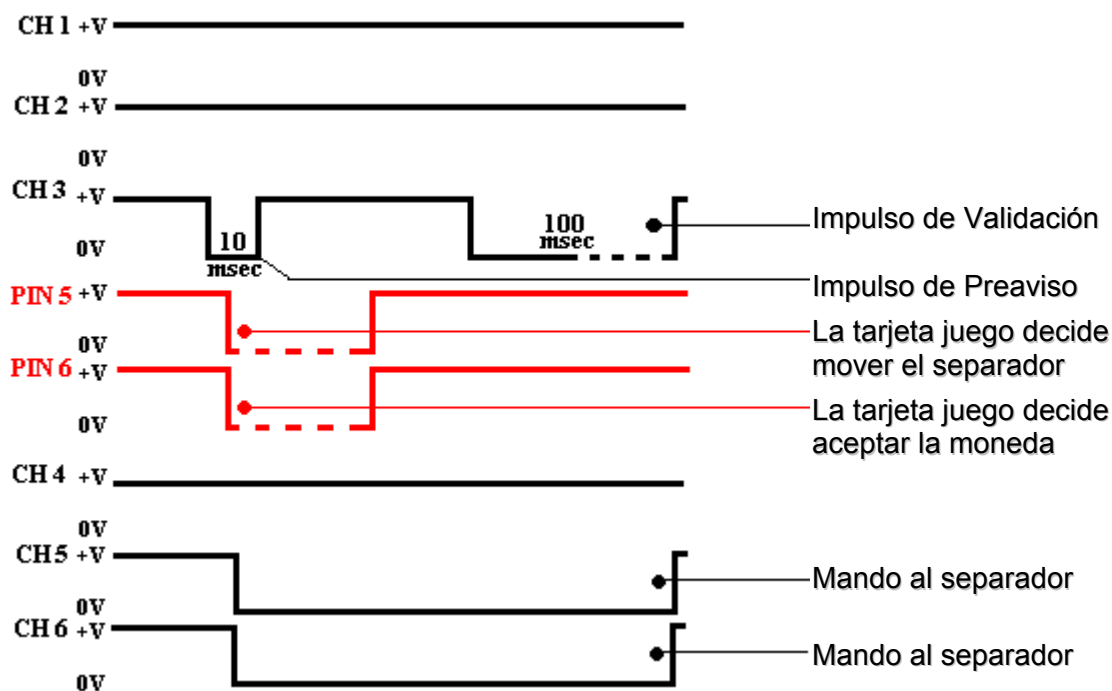 CH 1 +V
0V
CH 2 +V
0V
CH 3 +V
10
msec
100
msec
Impulso de Validación
0V
Impulso de Preaviso
PIN 5 +V
La tarjeta juego decide
mover el separador
0V
PIN 6 +V
La tarjeta juego decide
aceptar la moneda
0V
CH 4 +V
0V
CH5 +V
Mando al separador
0V
CH 6 +V
Mando al separador
0V